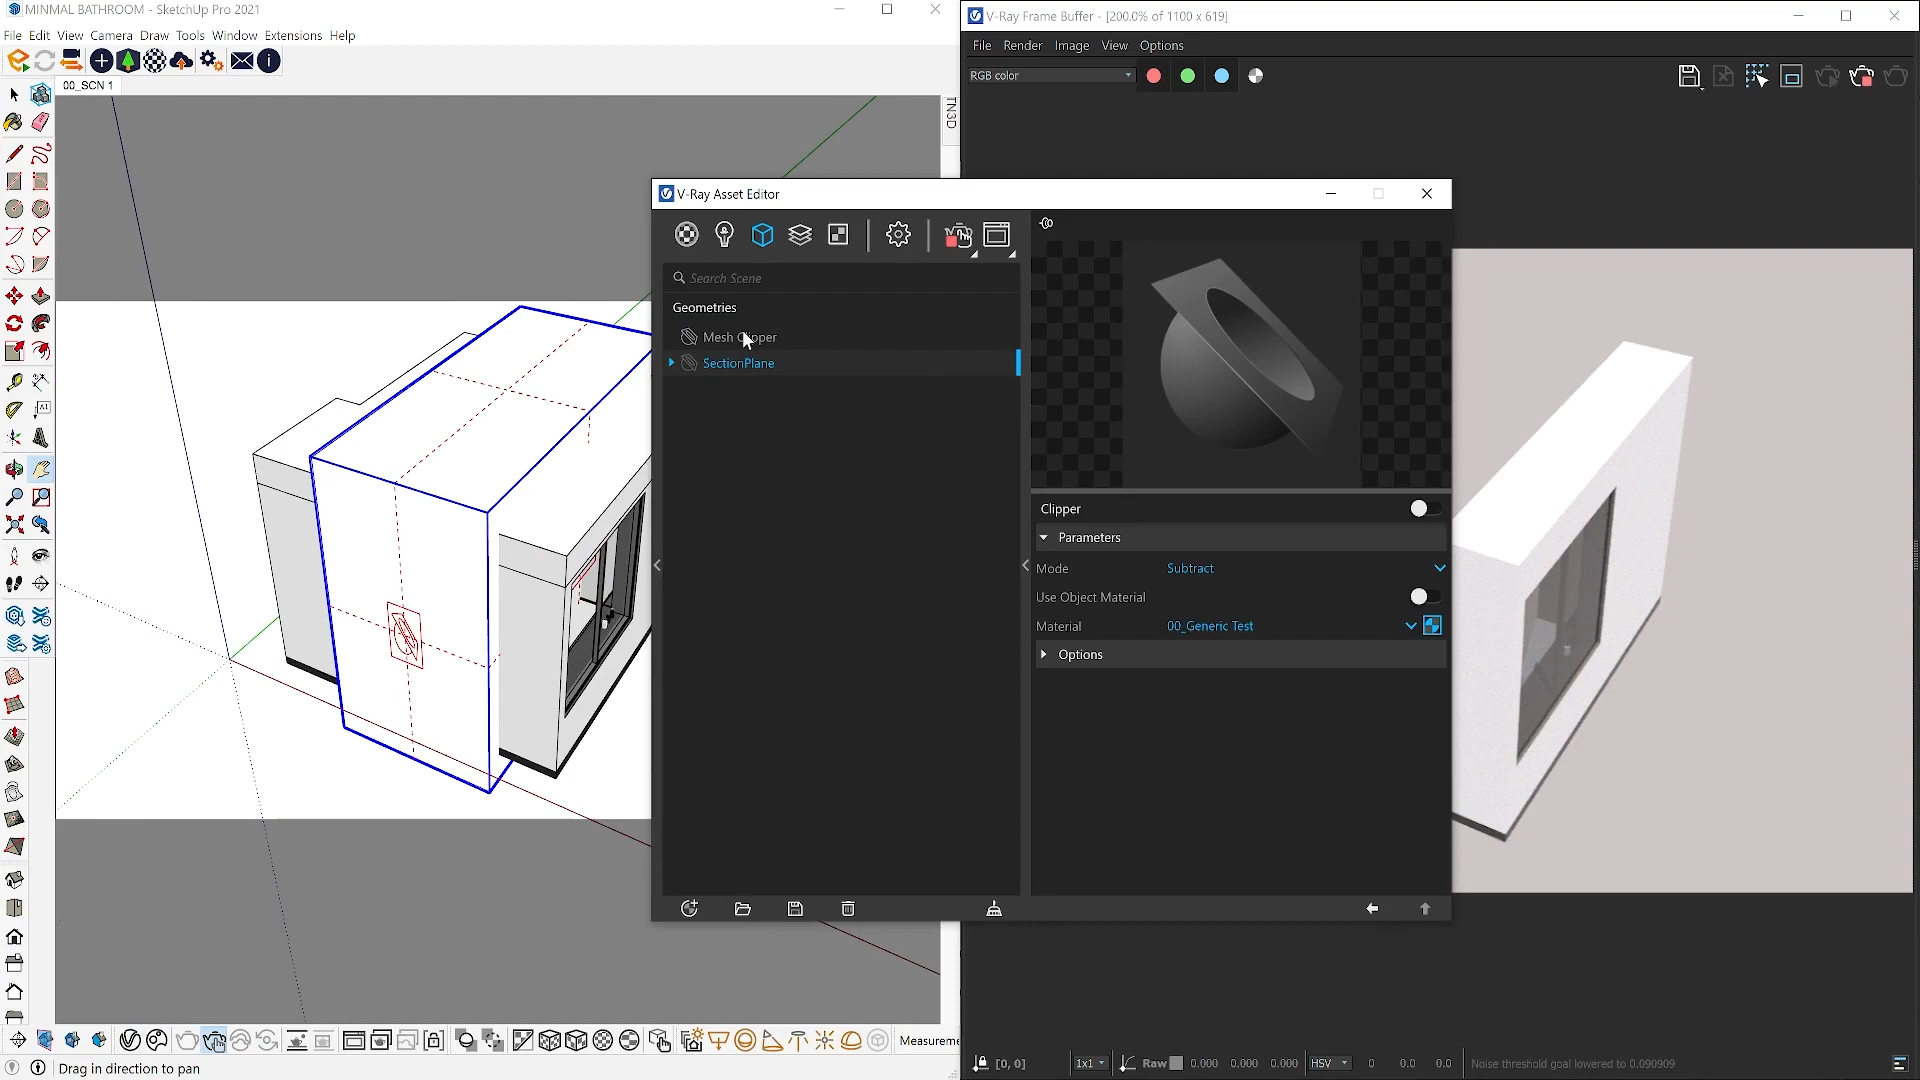 MINMAL BATHROOM - SketchUp Pro 2021
File Edit View Camera Draw Tools Window Extensions Help
00_SCN 1
TN3D
A1
Measureme
Drag in direction to pan
V-Ray Frame Buffer - [200.0% of 1100 x 619]
File Render Image View Options
RGB color
V-Ray Asset Editor
Search Scene
Geometries
Mesh Clipper
SectionPlane
Clipper
Parameters
Mode Subtract
Use Object Material
Material 00_Generic Test
Options
[0, 0] 1x1 Raw 0.000 0.000 0.000 HSV 0 0.0 0.0 Noise threshold goal lowered to 0.090909